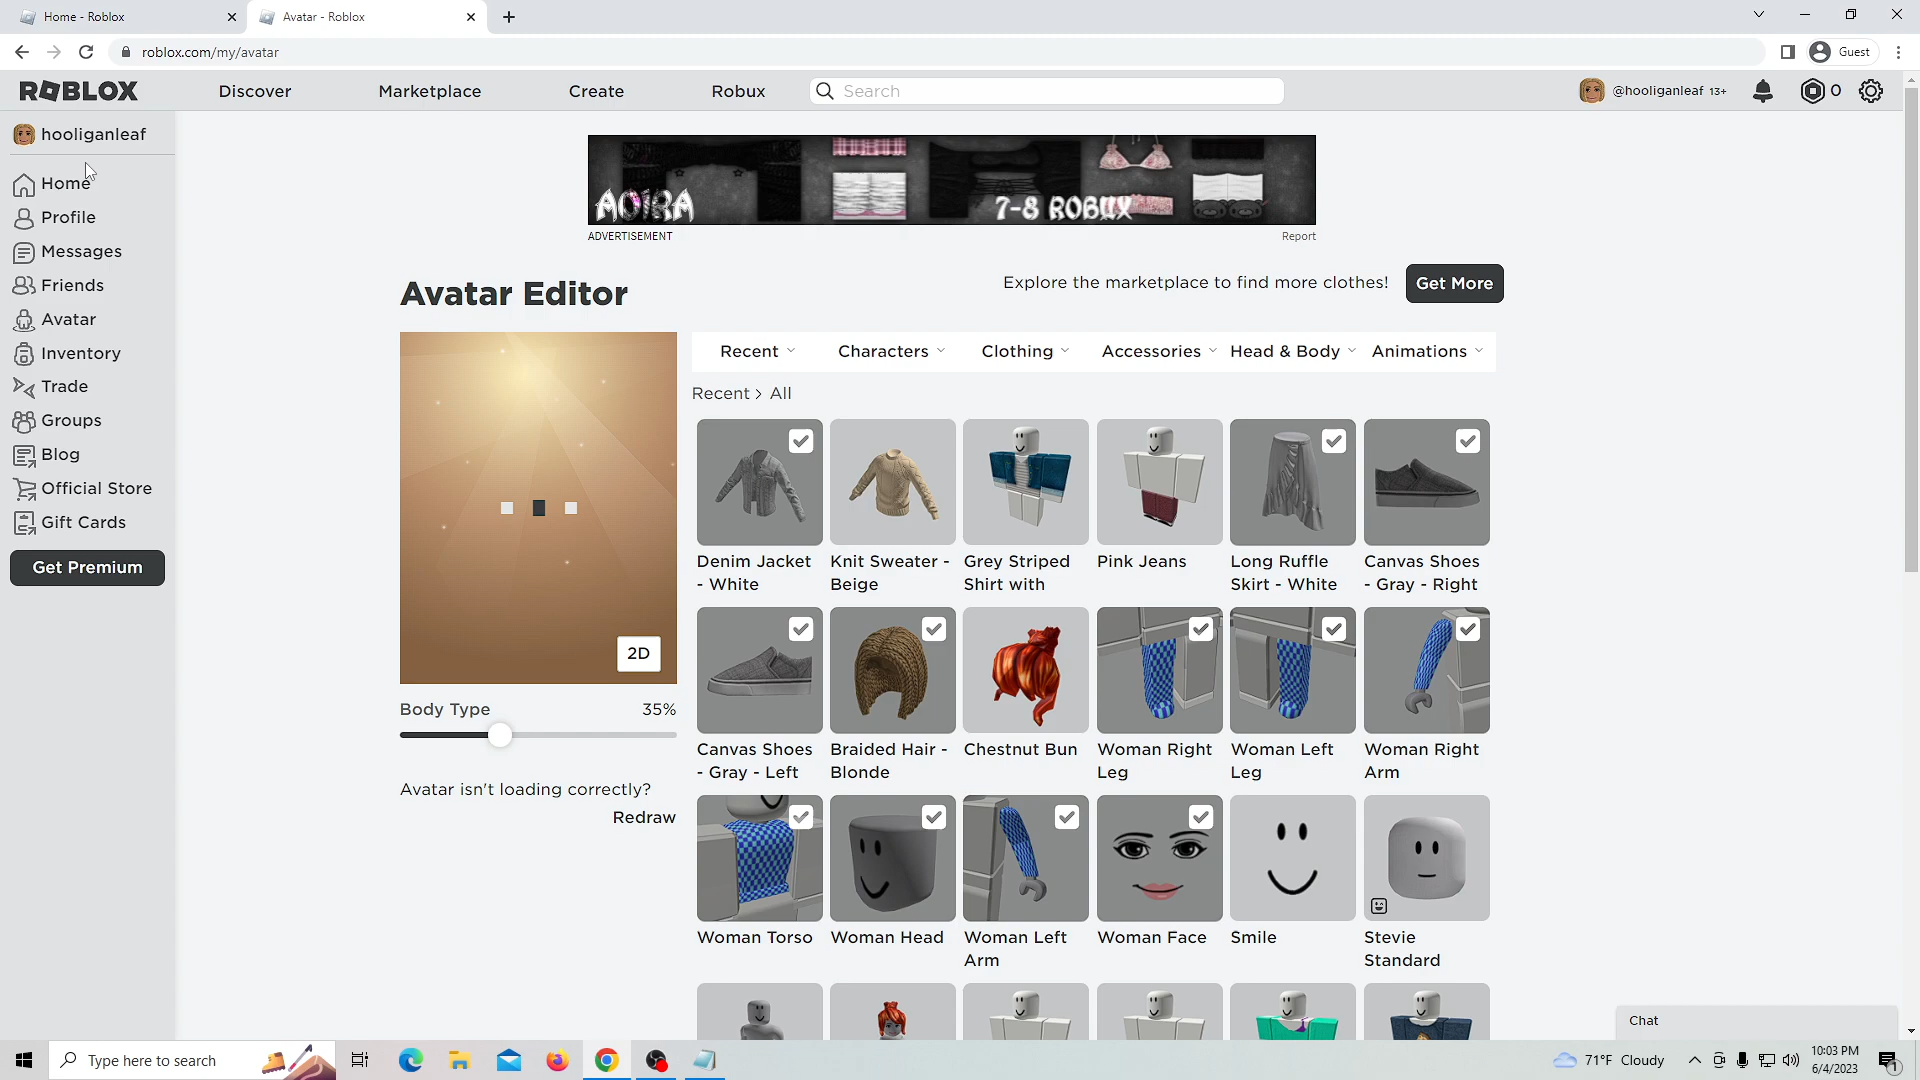 Home - Roblox
Avatar - Roblox
roblox.com/my/avatar
Guest
ROBLOX
Discover
Marketplace
Create
Robux
Search
@hooliganleaf 13+
0
hooliganleaf
Home
Profile
Messages
Friends
Avatar
Inventory
Trade
Groups
Blog
Official Store
Gift Cards
Get Premium
AOIRA
7-8 ROBUX
ADVERTISEMENT
Report
Avatar Editor
Explore the marketplace to find more clothes!
Get More
2D
Body Type
35%
Avatar isn't loading correctly?
Redraw
Recent
Characters
Clothing
Accessories
Head & Body
Animations
Recent > All
Denim Jacket
- White
Knit Sweater -
Beige
Grey Striped
Shirt with
Pink Jeans
Long Ruffle
Skirt - White
Canvas Shoes
- Gray - Right
Canvas Shoes
- Gray - Left
Braided Hair -
Blonde
Chestnut Bun
Woman Right
Leg
Woman Left
Leg
Woman Right
Arm
Woman Torso
Woman Head
Woman Left
Arm
Woman Face
Smile
Stevie
Standard
Chat
Type here to search
71°F Cloudy
10:03 PM
6/4/2023
1